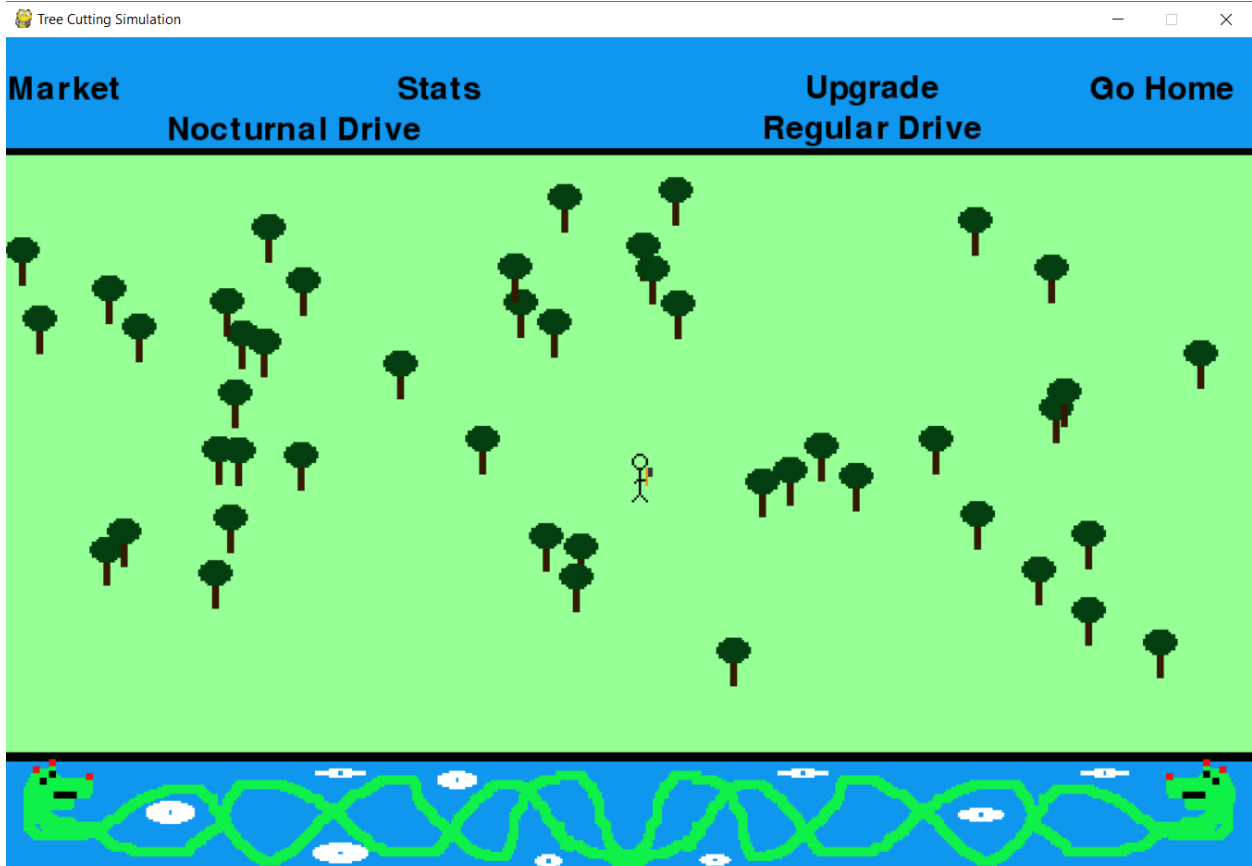 Tree Cutting Simulation
Market Stats Upgrade Go Home
Nocturnal Drive Regular Drive